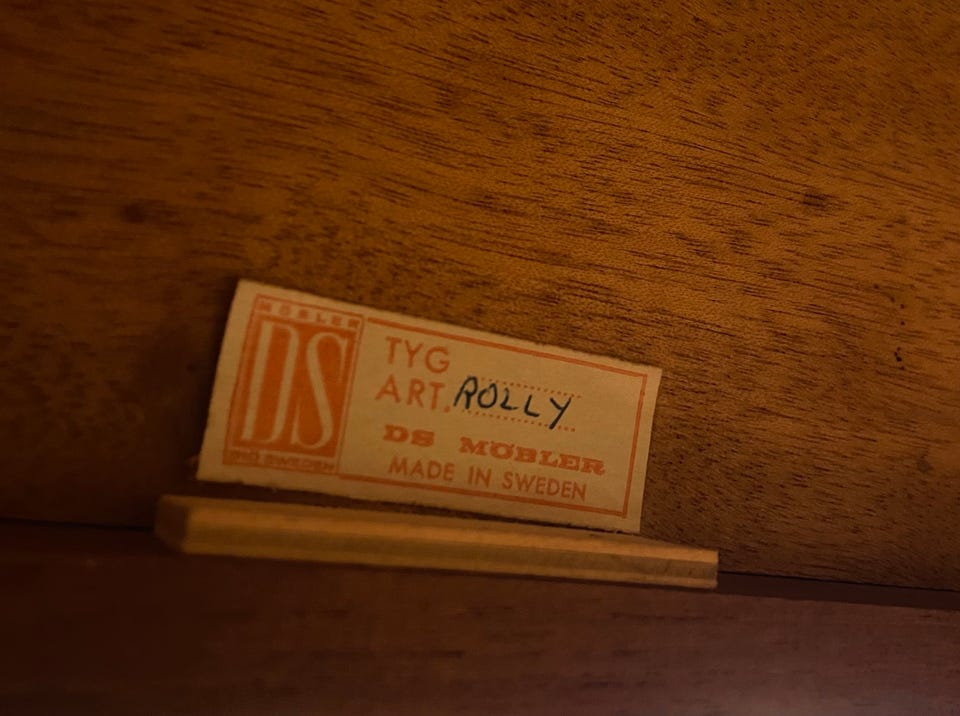 MÖBLER
DS
SWEDEN
TYG
ART. ROLLY
DS MÖBLER
MADE IN SWEDEN